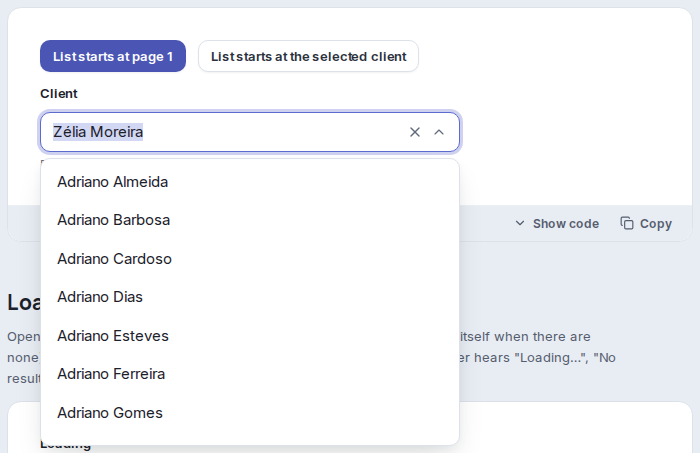 List starts at page 1
List starts at the selected client
Client
Zélia Moreira
Adriano Almeida
Adriano Barbosa
Adriano Cardoso
Adriano Dias
Adriano Esteves
Adriano Ferreira
Adriano Gomes
Show code
Copy
Loa
Open itself when there are
none er hears "Loading...", "No
result
Loading